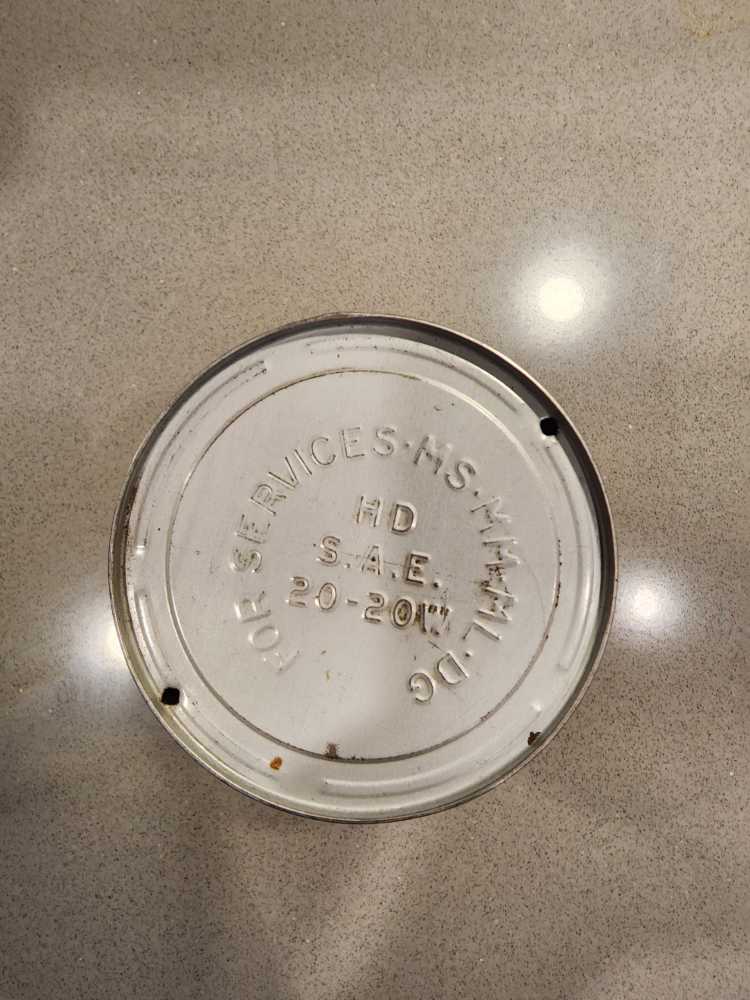 FOR SERVICES·MS·MM·ML·DG
HD
S.A.E.
20-20W